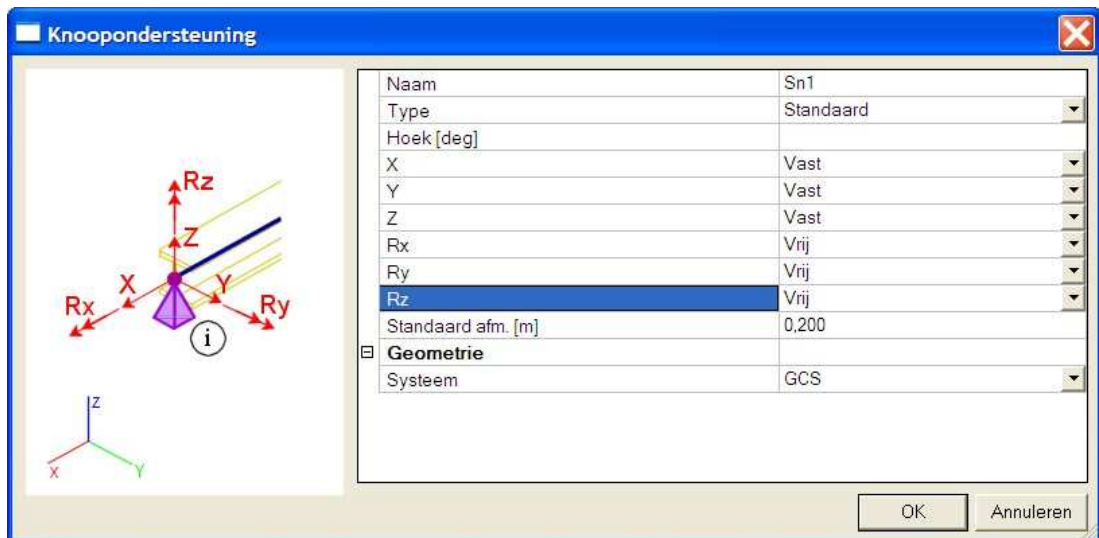 Knoopondersteuning
Rz
Z
X
Y
Rx
Ry
i
z
x
Y
Naam Sn1
Type Standaard
Hoek [deg]
X Vast
Y Vast
Z Vast
Rx Vrij
Ry Vrij
Rz Vrij
Standaard afm. [m] 0,200
Geometrie
Systeem GCS
OK Annuleren